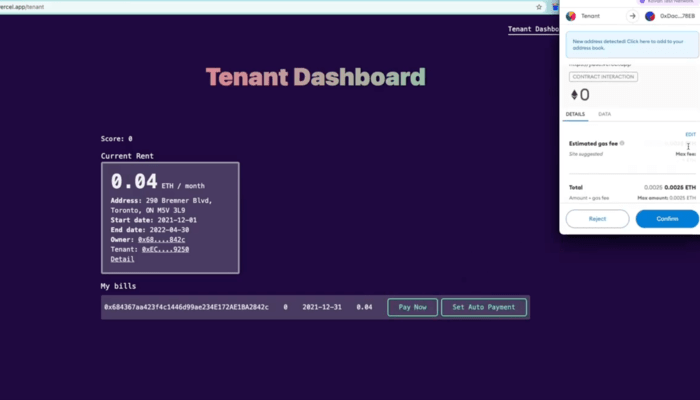 ercel.app/tenant
Tenant Dashbo
Tenant Dashboard
Score: 0
Current Rent
0.04 ETH / month
Address: 290 Bremner Blvd,
Toronto, ON M5V 3L9
Start date: 2021-12-01
End date: 2022-04-30
Owner: 0x68....842c
Tenant: 0xEC...9250
Detail
My bills
0x684367aa423f4c1446d99ae234E172AE1BA2842c 0 2021-12-31 0.04 Pay Now Set Auto Payment
Tenant 0xDac...78EB
New address detected! Click here to add to your
address book.
CONTRACT INTERACTION
0
DETAILS DATA
EDIT
Estimated gas fee
Site suggested Max fee:
Total 0.0025 0.0026 ETH
Amount + gas fee Max amount: 0.0025 ETH
Reject Confirm